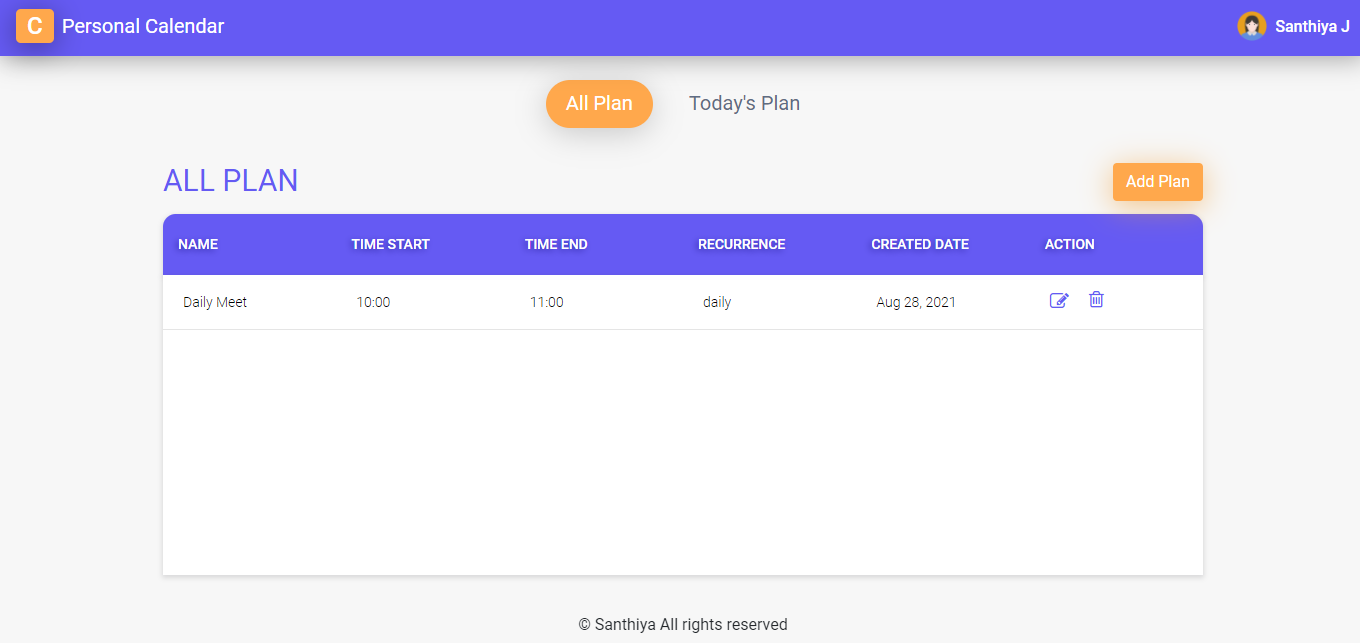 C Personal Calendar Santhiya J
All Plan Today's Plan
ALL PLAN Add Plan
NAME TIME START TIME END RECURRENCE CREATED DATE ACTION
Daily Meet 10:00 11:00 daily Aug 28, 2021
© Santhiya All rights reserved